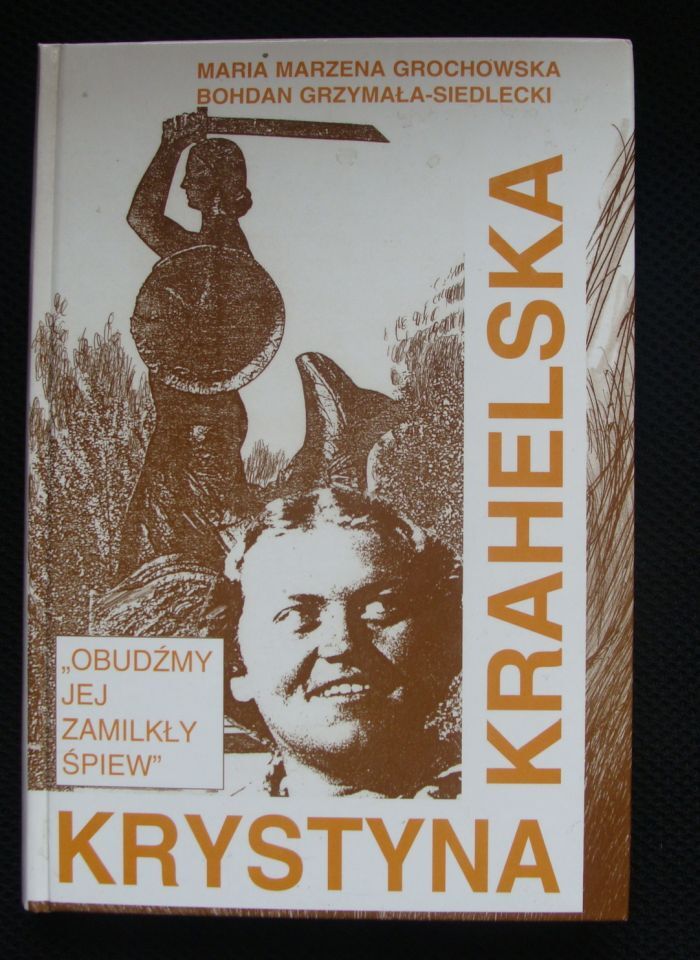 MARIA MARZENA GROCHOWSKA
BOHDAN GRZYMAŁA-SIEDLECKI
„OBUDŹMY
JEJ
ZAMILKŁY
ŚPIEW”
KRYSTYNA
KRAHELSKA